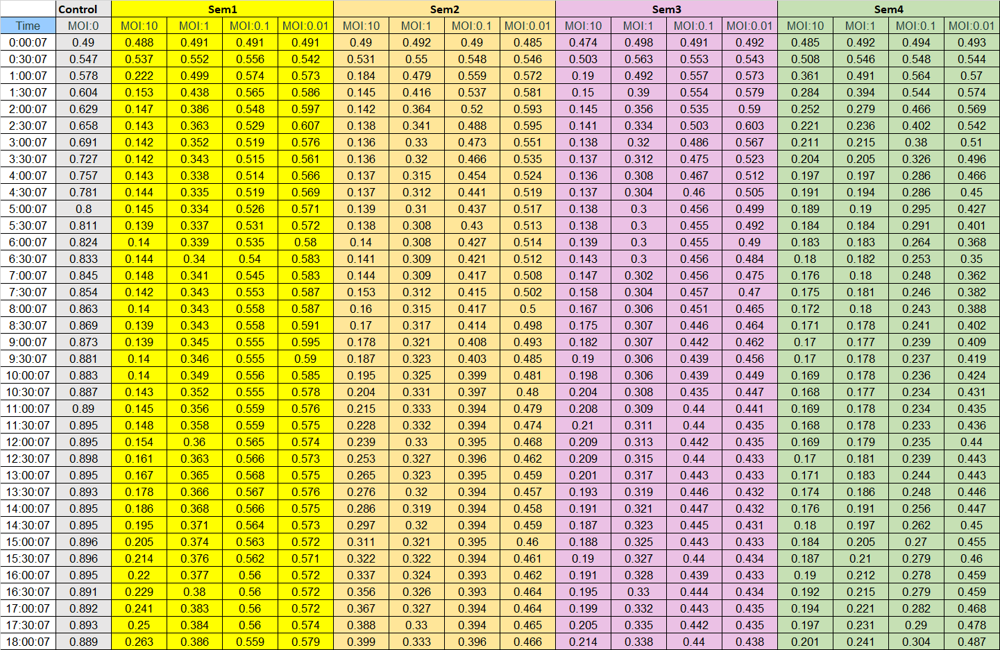 Control Sem1 Sem2 Sem3 Sem4
Time MOI:0 MOI:10 MOI:1 MOI:0.1 MOI:0.01 MOI:10 MOI:1 MOI:0.1 MOI:0.01 MOI:10 MOI:1 MOI:0.1 MOI:0.01 MOI:10 MOI:1 MOI:0.1 MOI:0.01
0:00:07 0.49 0.488 0.491 0.491 0.491 0.49 0.492 0.49 0.485 0.474 0.498 0.491 0.492 0.485 0.492 0.494 0.493
0:30:07 0.547 0.537 0.552 0.556 0.542 0.531 0.55 0.548 0.546 0.503 0.563 0.553 0.543 0.508 0.546 0.548 0.544
1:00:07 0.578 0.222 0.499 0.574 0.573 0.184 0.479 0.559 0.572 0.19 0.492 0.557 0.573 0.361 0.491 0.564 0.57
1:30:07 0.604 0.153 0.438 0.565 0.586 0.145 0.416 0.537 0.581 0.15 0.39 0.554 0.579 0.284 0.394 0.544 0.574
2:00:07 0.629 0.147 0.386 0.548 0.597 0.142 0.364 0.52 0.593 0.145 0.356 0.535 0.59 0.252 0.279 0.466 0.569
2:30:07 0.658 0.143 0.363 0.529 0.607 0.138 0.341 0.488 0.595 0.141 0.334 0.503 0.603 0.221 0.236 0.402 0.542
3:00:07 0.691 0.142 0.352 0.519 0.576 0.136 0.33 0.473 0.551 0.138 0.32 0.486 0.567 0.211 0.215 0.38 0.51
3:30:07 0.727 0.142 0.343 0.515 0.561 0.136 0.32 0.466 0.535 0.137 0.312 0.475 0.523 0.204 0.205 0.326 0.496
4:00:07 0.757 0.143 0.338 0.514 0.566 0.137 0.315 0.454 0.524 0.136 0.308 0.467 0.512 0.197 0.197 0.286 0.466
4:30:07 0.781 0.144 0.335 0.519 0.569 0.137 0.312 0.441 0.519 0.137 0.304 0.46 0.505 0.191 0.194 0.286 0.45
5:00:07 0.8 0.145 0.334 0.526 0.571 0.139 0.31 0.437 0.517 0.138 0.3 0.456 0.499 0.189 0.19 0.295 0.427
5:30:07 0.811 0.139 0.337 0.531 0.572 0.138 0.308 0.43 0.513 0.138 0.3 0.455 0.492 0.184 0.184 0.291 0.401
6:00:07 0.824 0.14 0.339 0.535 0.58 0.14 0.308 0.427 0.514 0.139 0.3 0.455 0.49 0.183 0.183 0.264 0.368
6:30:07 0.833 0.144 0.34 0.54 0.583 0.141 0.309 0.421 0.512 0.143 0.3 0.456 0.484 0.18 0.182 0.253 0.35
7:00:07 0.845 0.148 0.341 0.545 0.583 0.144 0.309 0.417 0.508 0.147 0.302 0.456 0.475 0.176 0.18 0.248 0.362
7:30:07 0.854 0.142 0.343 0.553 0.587 0.153 0.312 0.415 0.502 0.158 0.304 0.457 0.47 0.175 0.181 0.246 0.382
8:00:07 0.863 0.14 0.343 0.558 0.587 0.16 0.315 0.417 0.5 0.167 0.306 0.451 0.465 0.172 0.18 0.243 0.388
8:30:07 0.869 0.139 0.343 0.558 0.591 0.17 0.317 0.414 0.498 0.175 0.307 0.446 0.464 0.171 0.178 0.241 0.402
9:00:07 0.873 0.139 0.345 0.555 0.595 0.178 0.321 0.408 0.493 0.182 0.307 0.442 0.462 0.17 0.177 0.239 0.409
9:30:07 0.881 0.14 0.346 0.555 0.59 0.187 0.323 0.403 0.485 0.19 0.306 0.439 0.456 0.17 0.178 0.237 0.419
10:00:07 0.883 0.14 0.349 0.556 0.585 0.195 0.325 0.399 0.481 0.198 0.306 0.439 0.449 0.169 0.178 0.236 0.424
10:30:07 0.887 0.143 0.352 0.555 0.578 0.204 0.331 0.397 0.48 0.204 0.308 0.435 0.447 0.168 0.177 0.234 0.431
11:00:07 0.89 0.145 0.356 0.559 0.576 0.215 0.333 0.394 0.479 0.208 0.309 0.44 0.441 0.169 0.178 0.234 0.435
11:30:07 0.895 0.148 0.358 0.559 0.575 0.228 0.332 0.394 0.474 0.21 0.311 0.44 0.435 0.168 0.178 0.233 0.436
12:00:07 0.895 0.154 0.36 0.565 0.574 0.239 0.33 0.395 0.468 0.209 0.313 0.442 0.435 0.169 0.179 0.235 0.44
12:30:07 0.898 0.161 0.363 0.566 0.573 0.253 0.327 0.396 0.462 0.209 0.315 0.44 0.433 0.17 0.181 0.239 0.443
13:00:07 0.895 0.167 0.365 0.568 0.575 0.265 0.323 0.395 0.459 0.201 0.317 0.443 0.433 0.171 0.183 0.244 0.443
13:30:07 0.893 0.178 0.366 0.567 0.576 0.276 0.32 0.394 0.457 0.193 0.319 0.446 0.432 0.174 0.186 0.248 0.446
14:00:07 0.895 0.186 0.368 0.566 0.575 0.286 0.319 0.394 0.458 0.191 0.321 0.447 0.432 0.176 0.191 0.256 0.447
14:30:07 0.895 0.195 0.371 0.564 0.573 0.297 0.32 0.394 0.459 0.187 0.323 0.445 0.431 0.18 0.197 0.262 0.45
15:00:07 0.896 0.205 0.374 0.563 0.572 0.311 0.321 0.395 0.46 0.188 0.325 0.443 0.433 0.184 0.205 0.27 0.455
15:30:07 0.896 0.214 0.376 0.562 0.571 0.322 0.322 0.394 0.461 0.19 0.327 0.44 0.434 0.187 0.21 0.279 0.46
16:00:07 0.895 0.22 0.377 0.56 0.572 0.337 0.324 0.393 0.462 0.191 0.328 0.439 0.433 0.19 0.212 0.278 0.459
16:30:07 0.891 0.229 0.38 0.56 0.572 0.356 0.326 0.393 0.464 0.195 0.33 0.444 0.434 0.192 0.215 0.279 0.459
17:00:07 0.892 0.241 0.383 0.56 0.572 0.367 0.327 0.394 0.464 0.199 0.332 0.443 0.435 0.194 0.221 0.282 0.468
17:30:07 0.893 0.25 0.384 0.56 0.574 0.388 0.33 0.394 0.465 0.205 0.335 0.442 0.435 0.197 0.231 0.29 0.478
18:00:07 0.889 0.263 0.386 0.559 0.579 0.399 0.333 0.396 0.466 0.214 0.338 0.44 0.438 0.201 0.241 0.304 0.487